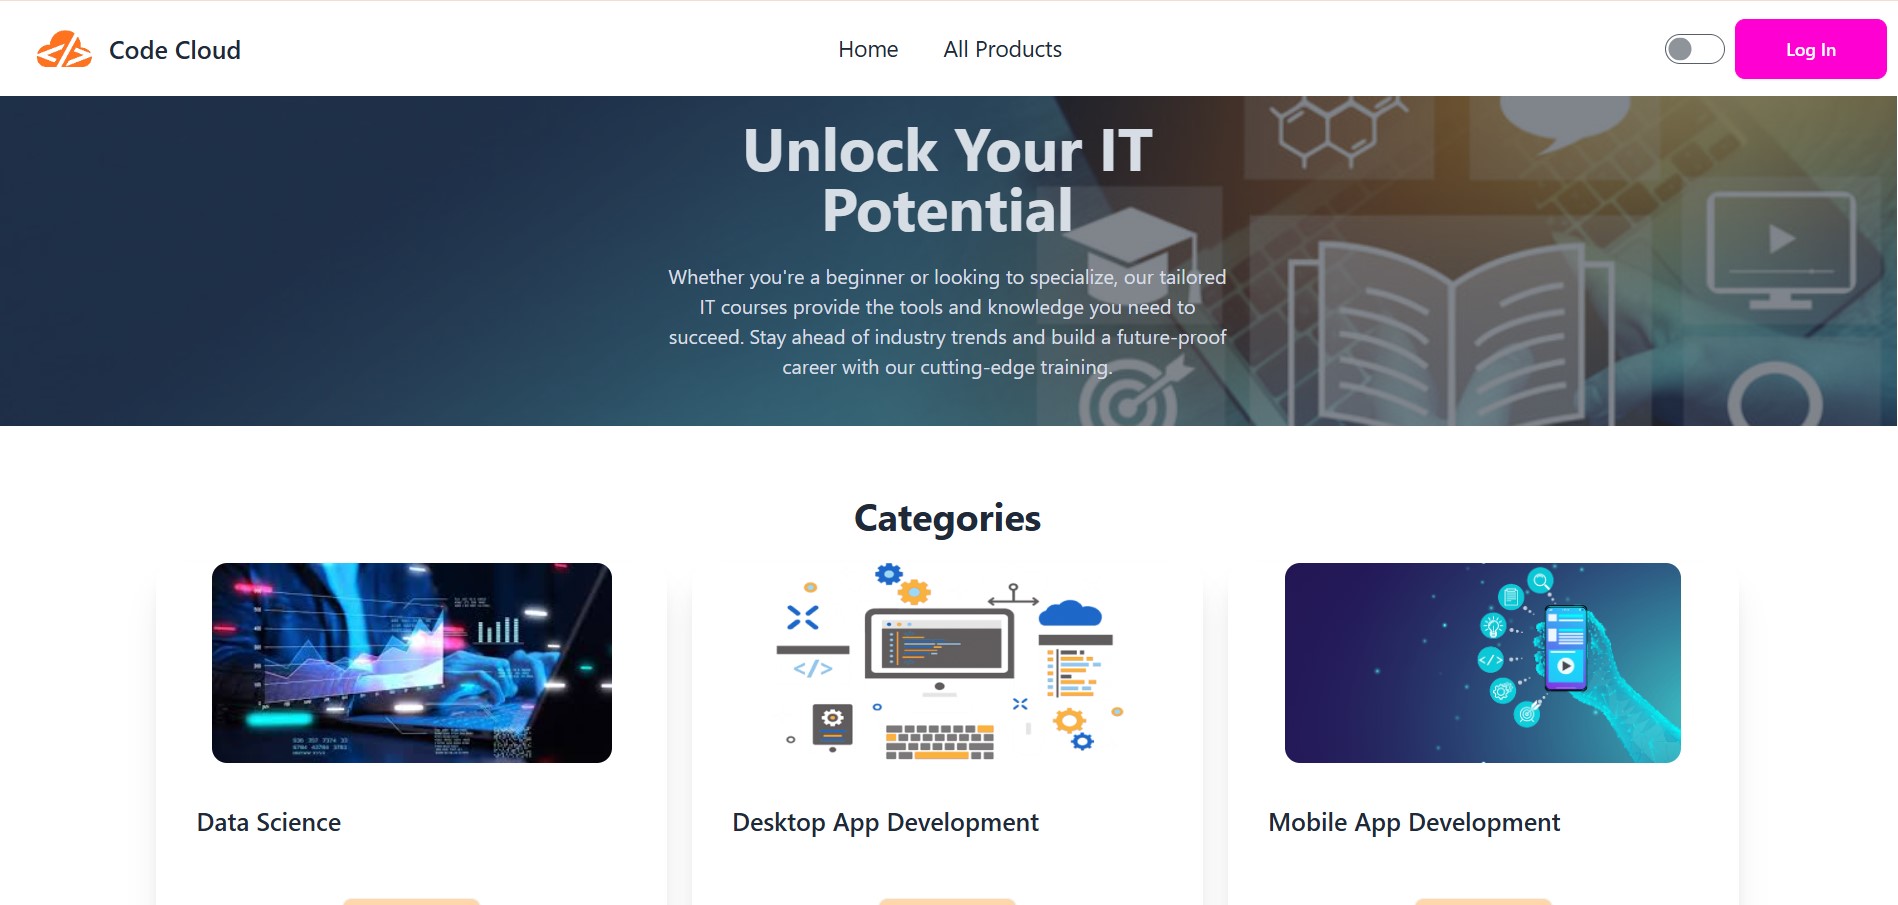 Code Cloud
Home
All Products
Log In
Unlock Your IT
Potential
Whether you're a beginner or looking to specialize, our tailored
IT courses provide the tools and knowledge you need to
succeed. Stay ahead of industry trends and build a future-proof
career with our cutting-edge training.
Categories
Data Science
Desktop App Development
Mobile App Development